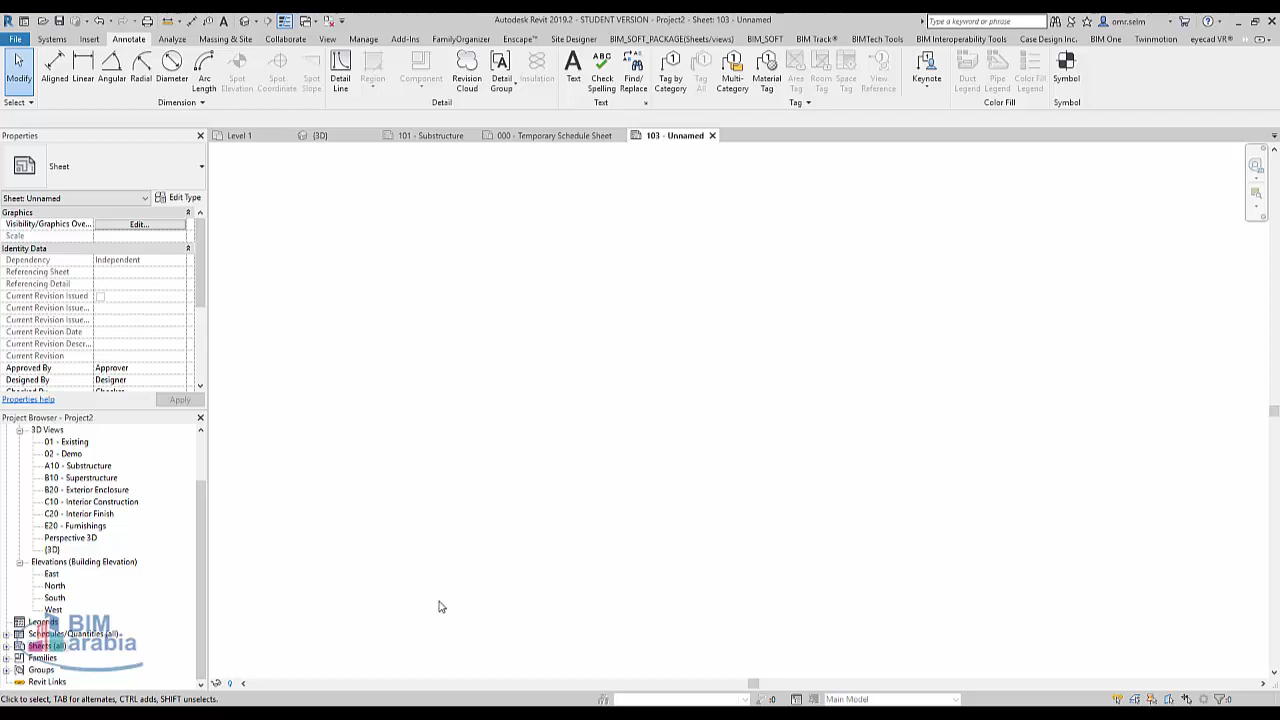 Autodesk Revit 2019.2 - STUDENT VERSION - Project2 - Sheet: 103 - Unnamed
Type a keyword or phrase
omr.selm
File Systems Insert Annotate Analyze Massing & Site Collaborate View Manage Add-Ins FamilyOrganizer Enscape™ Site Designer BIM_SOFT_PACKAGE(Sheets/views) BIM_SOFT BIM Track® BIMTech Tools BIM Interoperability Tools Case Design Inc. BIM One Twinmotion eyecad VR®
Modify Aligned Linear Angular Radial Diameter Arc Length Spot Elevation Spot Coordinate Spot Slope Detail Line Region Component Revision Cloud Detail Group Insulation Text Check Spelling Find/ Replace Tag by Category Tag All Multi- Category Material Tag Area Tag Room Tag Space Tag View Reference Keynote Duct Legend Pipe Legend Color Fill Legend Symbol
Select Dimension Detail Text Tag Color Fill Symbol
Properties
Level 1 {3D} 101 - Substructure 000 - Temporary Schedule Sheet 103 - Unnamed
Sheet
Sheet: Unnamed Edit Type
Graphics
Visibility/Graphics Ove... Edit...
Scale
Identity Data
Dependency Independent
Referencing Sheet
Referencing Detail
Current Revision Issued
Current Revision Issue...
Current Revision Issue...
Current Revision Date
Current Revision Descr...
Current Revision
Approved By Approver
Designed By Designer
Checked By Checker
Properties help Apply
Project Browser - Project2
3D Views
01 - Existing
02 - Demo
A10 - Substructure
B10 - Superstructure
B20 - Exterior Enclosure
C10 - Interior Construction
C20 - Interior Finish
E20 - Furnishings
Perspective 3D
{3D}
Elevations (Building Elevation)
East
North
South
West
Legends
Schedules/Quantities (all)
Sheets (all)
Families
Groups
Revit Links
BIM
arabia
Click to select, TAB for alternates, CTRL adds, SHIFT unselects.
:0
Main Model
:0